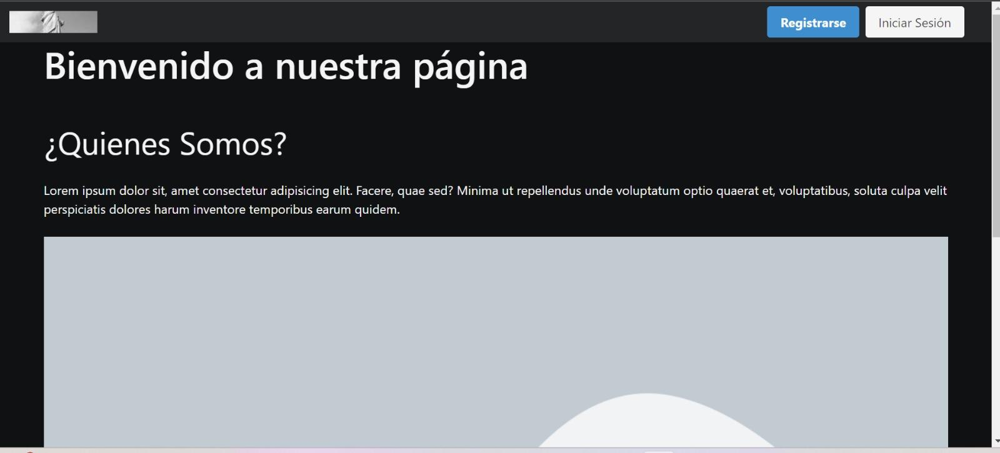 Registrarse
Iniciar Sesión
Bienvenido a nuestra página
¿Quienes Somos?
Lorem ipsum dolor sit, amet consectetur adipisicing elit. Facere, quae sed? Minima ut repellendus unde voluptatum optio quaerat et, voluptatibus, soluta culpa velit
perspiciatis dolores harum inventore temporibus earum quidem.